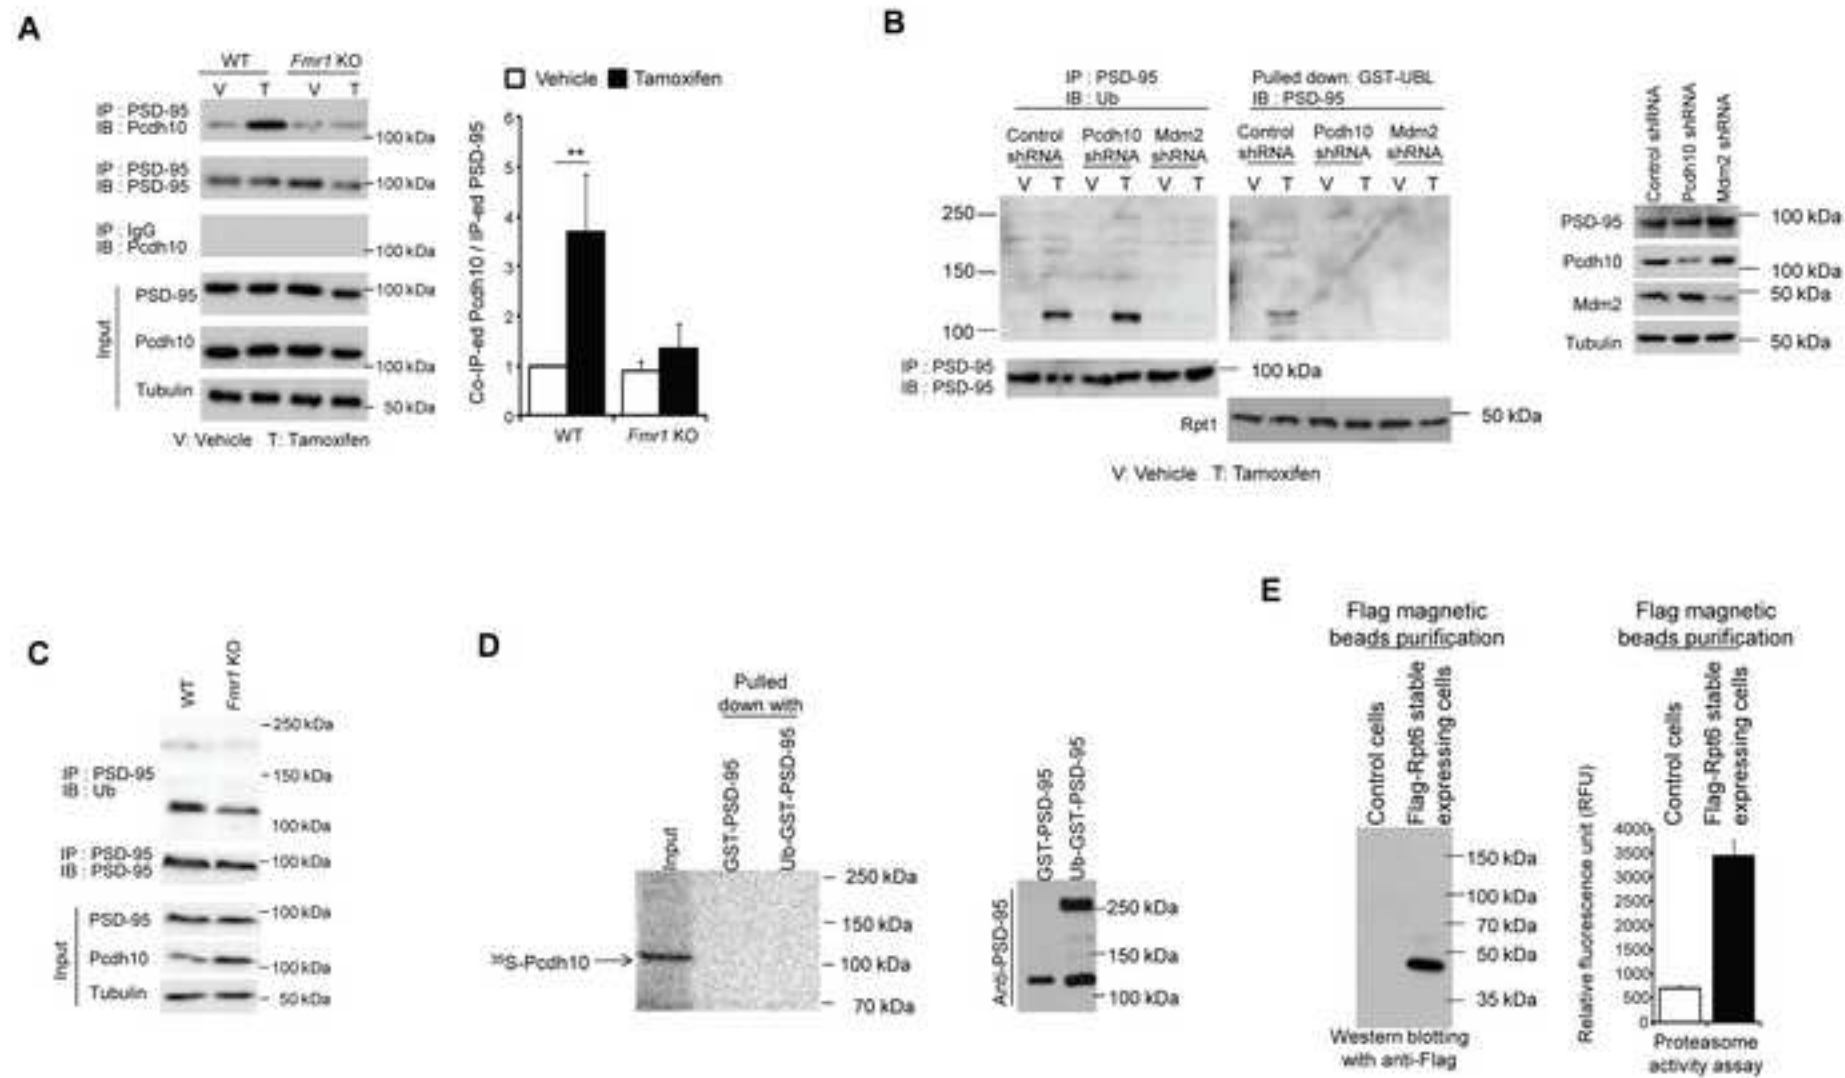 A
WT
Fmr1 KO
V T V T
IP : PSD-95
IB : Pcdh10
100 kDa
IP : PSD-95
IB : PSD-95
100 kDa
IP : IgG
IB : Pcdh10
100 kDa
Input
PSD-95
100 kDa
Pcdh10
100 kDa
Tubulin
50 kDa
V: Vehicle T: Tamoxifen
Vehicle Tamoxifen
Co-IP-ed Pcdh10 / IP-ed PSD-95
6
5
4
3
2
1
0
**
+
WT
Fmr1 KO
B
IP : PSD-95
IB : Ub
Pulled down: GST-UBL
IB : PSD-95
Control Pcdh10 Mdm2
shRNA shRNA shRNA
Control Pcdh10 Mdm2
shRNA shRNA shRNA
V T V T V T
V T V T V T
250
150
100
IP : PSD-95
IB : PSD-95
100 kDa
Rpt1
50 kDa
V: Vehicle T: Tamoxifen
Control shRNA
Pcdh10 shRNA
Mdm2 shRNA
PSD-95
100 kDa
Pcdh10
100 kDa
Mdm2
50 kDa
Tubulin
50 kDa
C
WT
Fmr1 KO
250 kDa
150 kDa
IP : PSD-95
IB : Ub
100 kDa
IP : PSD-95
IB : PSD-95
100 kDa
Input
PSD-95
100 kDa
Pcdh10
100 kDa
Tubulin
50 kDa
D
Pulled
down with
Input
GST-PSD-95
Ub-GST-PSD-95
250 kDa
150 kDa
³⁵S-Pcdh10
100 kDa
70 kDa
GST-PSD-95
Ub-GST-PSD-95
Anti-PSD-95
250 kDa
150 kDa
100 kDa
E
Flag magnetic
beads purification
Control cells
Flag-Rpt6 stable
expressing cells
150 kDa
100 kDa
70 kDa
50 kDa
35 kDa
Western blotting
with anti-Flag
Flag magnetic
beads purification
Control cells
Flag-Rpt6 stable
expressing cells
Relative fluorescence unit (RFU)
4000
3500
3000
2500
2000
1500
1000
500
0
Proteasome
activity assay